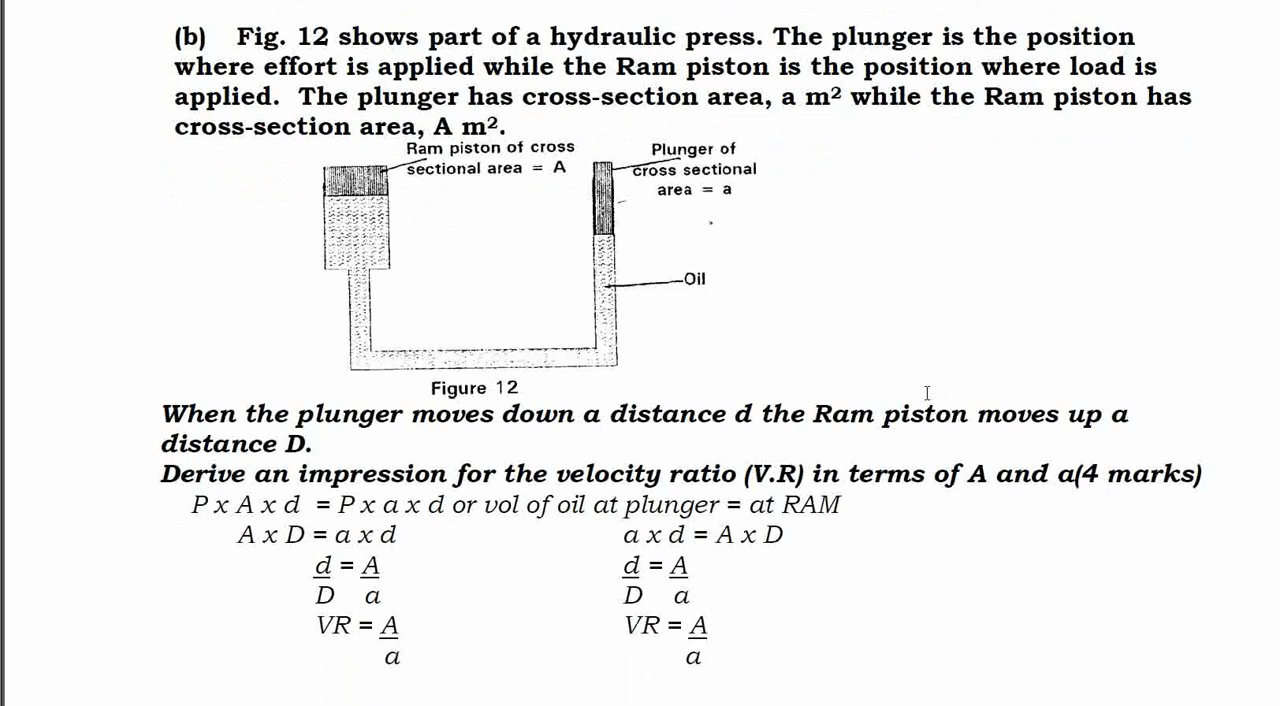 (b) Fig. 12 shows part of a hydraulic press. The plunger is the position
where effort is applied while the Ram piston is the position where load is
applied. The plunger has cross-section area, a m² while the Ram piston has
cross-section area, A m².
Ram piston of cross
sectional area = A
Plunger of
cross sectional
area = a
Oil
Figure 12
When the plunger moves down a distance d the Ram piston moves up a
distance D.
Derive an impression for the velocity ratio (V.R) in terms of A and a(4 marks)
P x A x d = P x a x d or vol of oil at plunger = at RAM
A x D = a x d
a x d = A x D
d = A
D a
d = A
D a
VR = A
a
VR = A
a